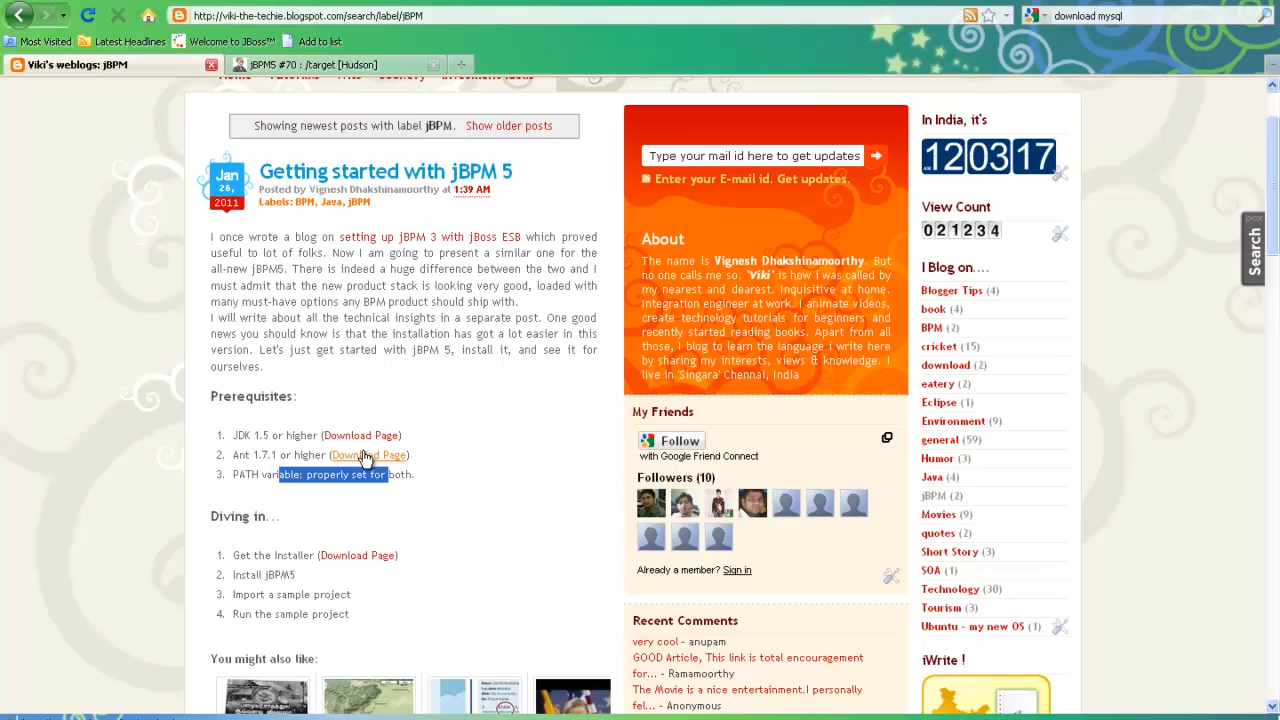 http://viki-the-techie.blogspot.com/search/label/jBPM
download mysql
Most Visited
Latest Headlines
Welcome to JBoss™
Add to list
Viki's weblogs: jBPM
jBPM5 #70 : /target [Hudson]
Showing newest posts with label jBPM. Show older posts
Jan
26,
2011
Getting started with jBPM 5
Posted by Vignesh Dhakshinamoorthy at 1:39 AM
Labels: BPM, Java, jBPM
I once wrote a blog on setting up jBPM 3 with jBoss ESB which proved
useful to lot of folks. Now I am going to present a similar one for the
all-new jBPM5. There is indeed a huge difference between the two and I
must admit that the new product stack is looking very good, loaded with
many must-have options any BPM product should ship with.
I will write about all the technical insights in a separate post. One good
news you should know is that the installation has got a lot easier in this
version. Let's just get started with jBPM 5, install it, and see it for
ourselves.
Prerequisites:
1. JDK 1.5 or higher (Download Page)
2. Ant 1.7.1 or higher (Download Page)
3. PATH variable: properly set for both.
Diving in...
1. Get the Installer (Download Page)
2. Install jBPM5
3. Import a sample project
4. Run the sample project
You might also like:
Type your mail id here to get updates
Enter your E-mail id. Get updates.
About
The name is Vignesh Dhakshinamoorthy. But
no one calls me so. 'Viki' is how i was called by
my nearest and dearest. Inquisitive at home.
Integration engineer at work. I animate videos,
create technology tutorials for beginners and
recently started reading books. Apart from all
those, I blog to learn the language i write here
by sharing my interests, views & knowledge. I
live in 'Singara' Chennai, India
My Friends
Follow
with Google Friend Connect
Followers (10)
Already a member? Sign in
Recent Comments
very cool - anupam
GOOD Article, This link is total encouragement
for... - Ramamoorthy
The Movie is a nice entertainment.I personally
fel... - Anonymous
In India, it's
AM 12 03 17
View Count
021234
I Blog on....
Blogger Tips (4)
book (4)
BPM (2)
cricket (15)
download (2)
eatery (2)
Eclipse (1)
Environment (9)
general (59)
Humor (3)
Java (4)
jBPM (2)
Movies (9)
quotes (2)
Short Story (3)
SOA (1)
Technology (30)
Tourism (3)
Ubuntu - my new OS (1)
iWrite !
Search